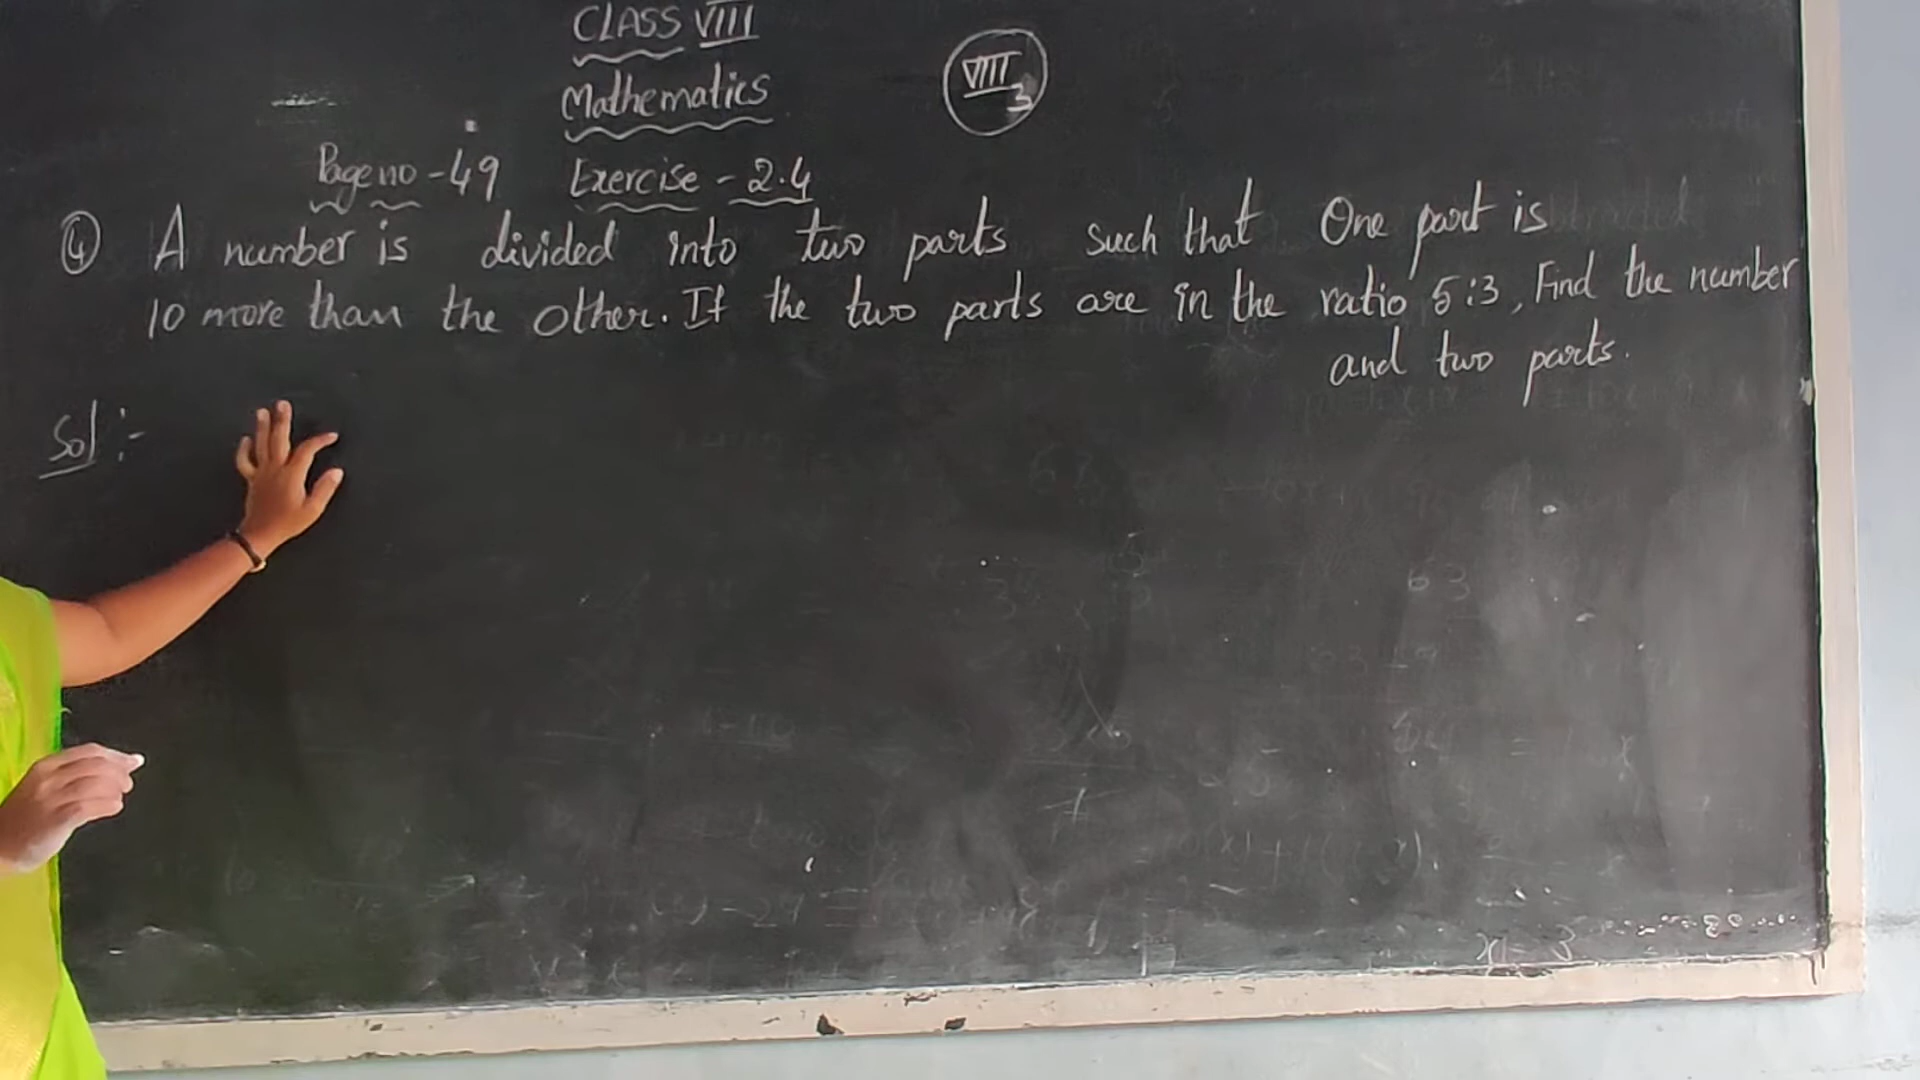 CLASS VIII
Mathematics
VIII
3
Page no - 49 Exercise - 2.4
④ A number is divided into two parts such that One part is
10 more than the other. If the two parts are in the ratio 5:3, Find the number
and two parts.
Sol :-